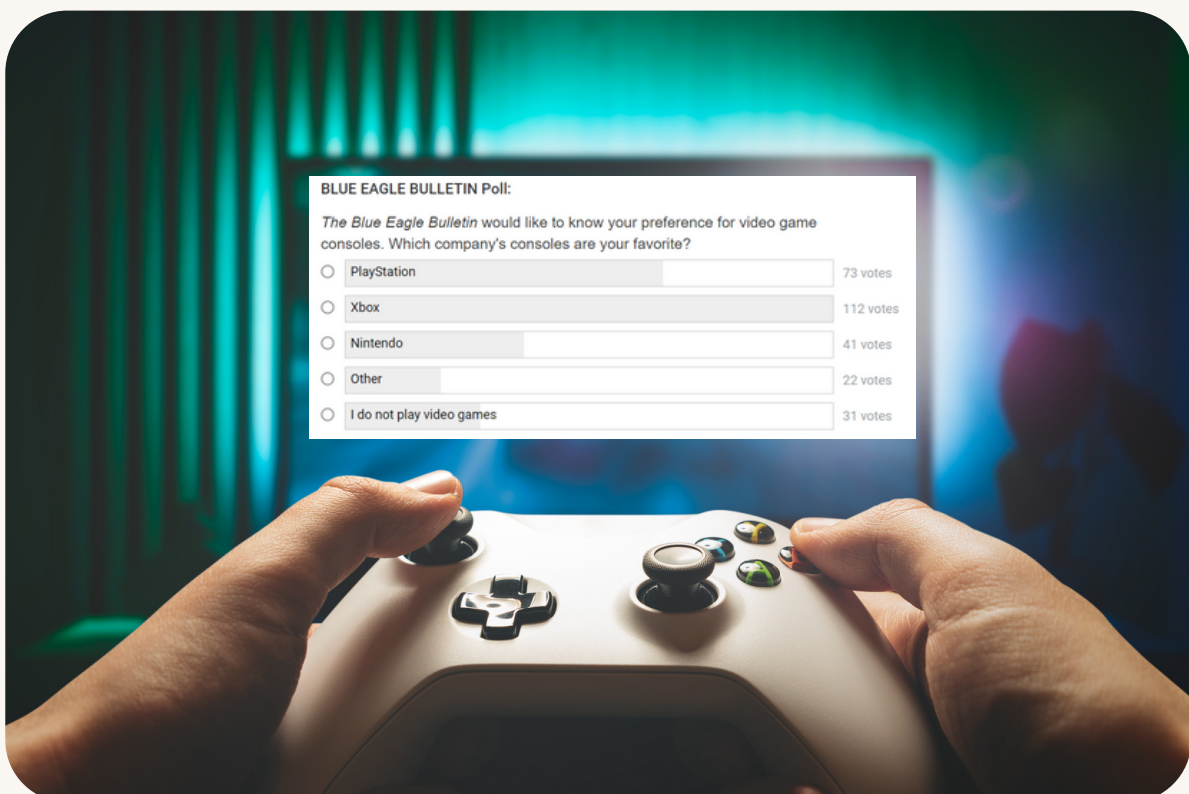 BLUE EAGLE BULLETIN Poll:
The Blue Eagle Bulletin would like to know your preference for video game
consoles. Which company's consoles are your favorite?
PlayStation 73 votes
Xbox 112 votes
Nintendo 41 votes
Other 22 votes
I do not play video games 31 votes